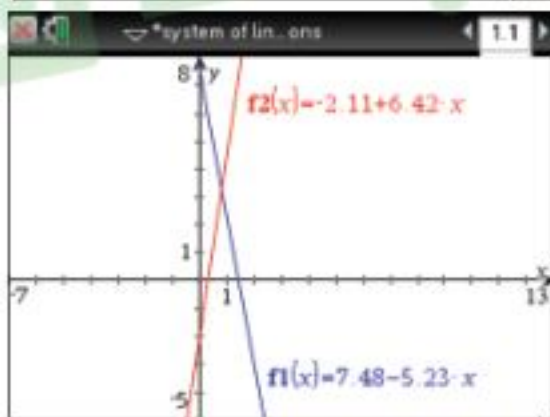 *system of lin.. ons
1.1
8
y
f2(x)=-2.11+6.42·x
1
x
-7
1
13
f1(x)=7.48-5.23·x
-5